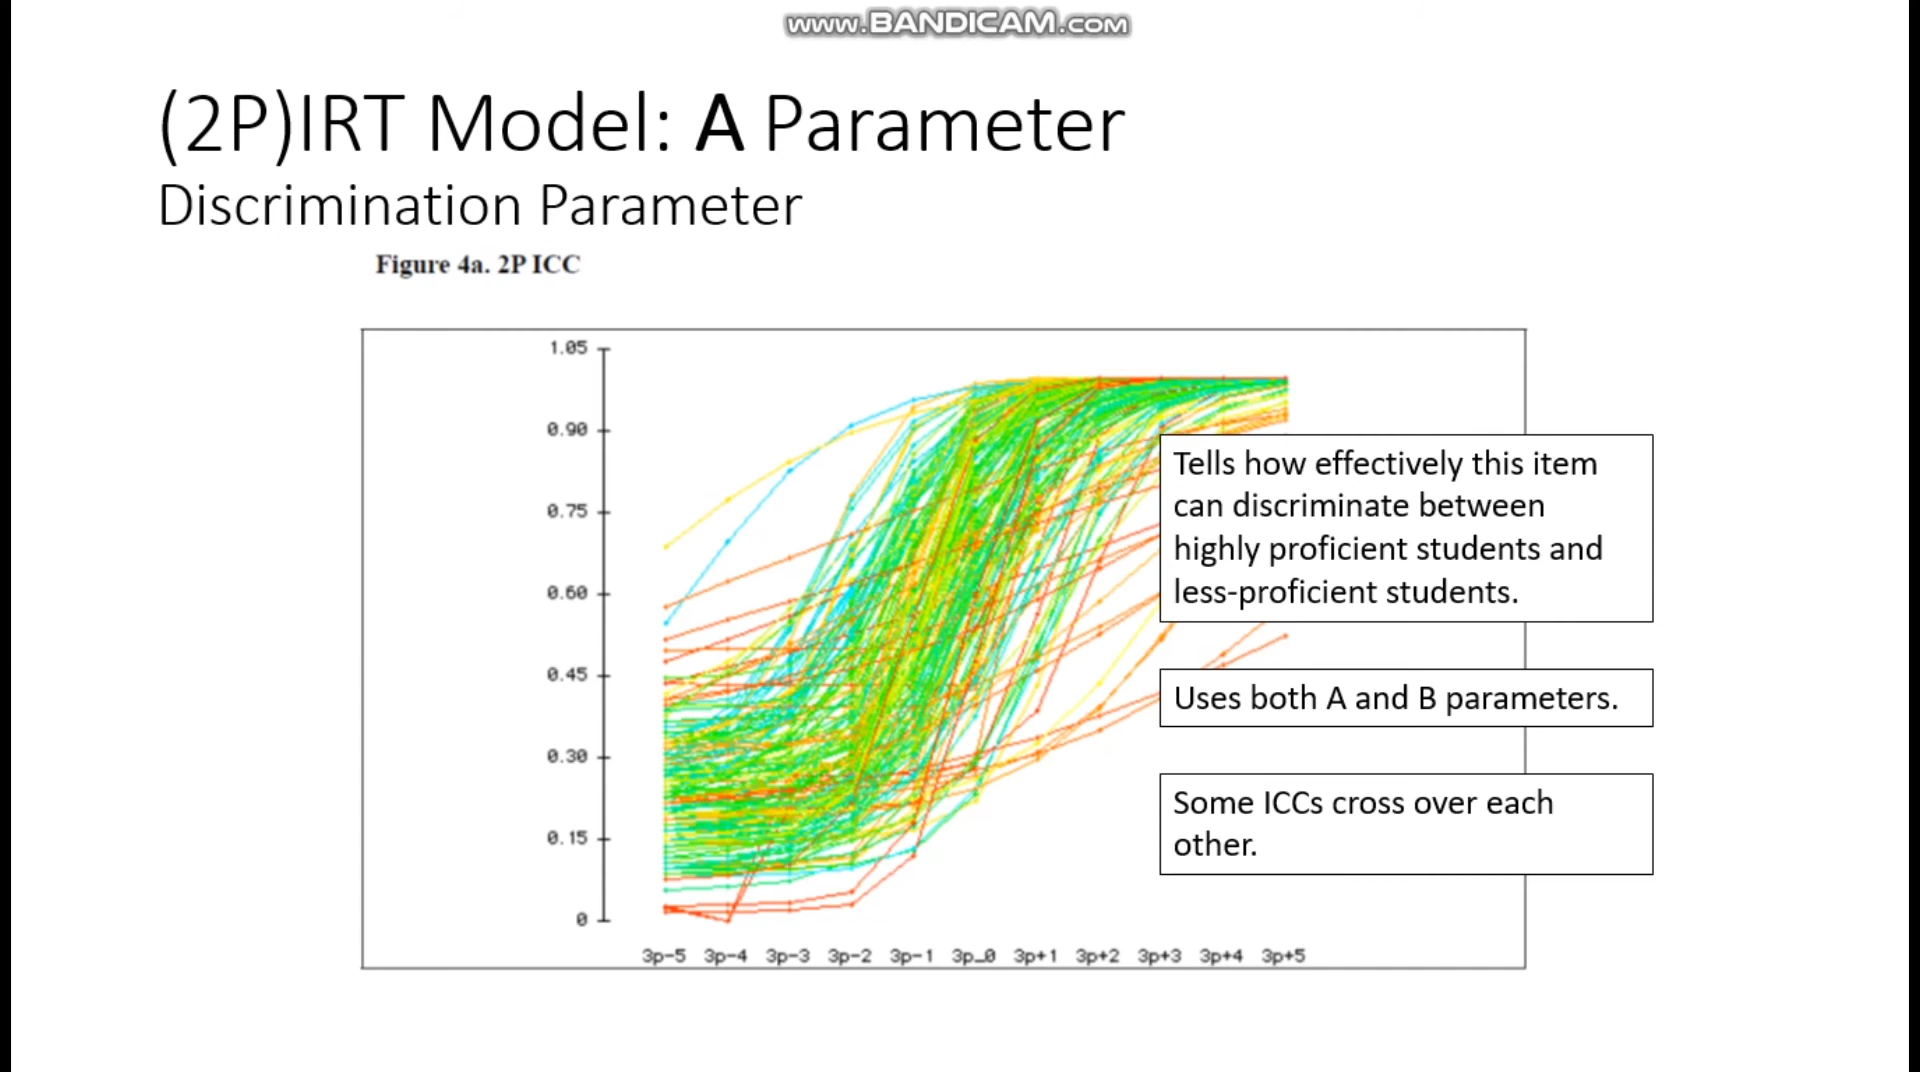 www.BANDICAM.com
(2P)IRT Model: A Parameter
Discrimination Parameter
Figure 4a. 2P ICC
1.05
0.90
0.75
0.60
0.45
0.30
0.15
0
3p-5 3p-4 3p-3 3p-2 3p-1 3p_0 3p+1 3p+2 3p+3 3p+4 3p+5
Tells how effectively this item
can discriminate between
highly proficient students and
less-proficient students.
Uses both A and B parameters.
Some ICCs cross over each
other.